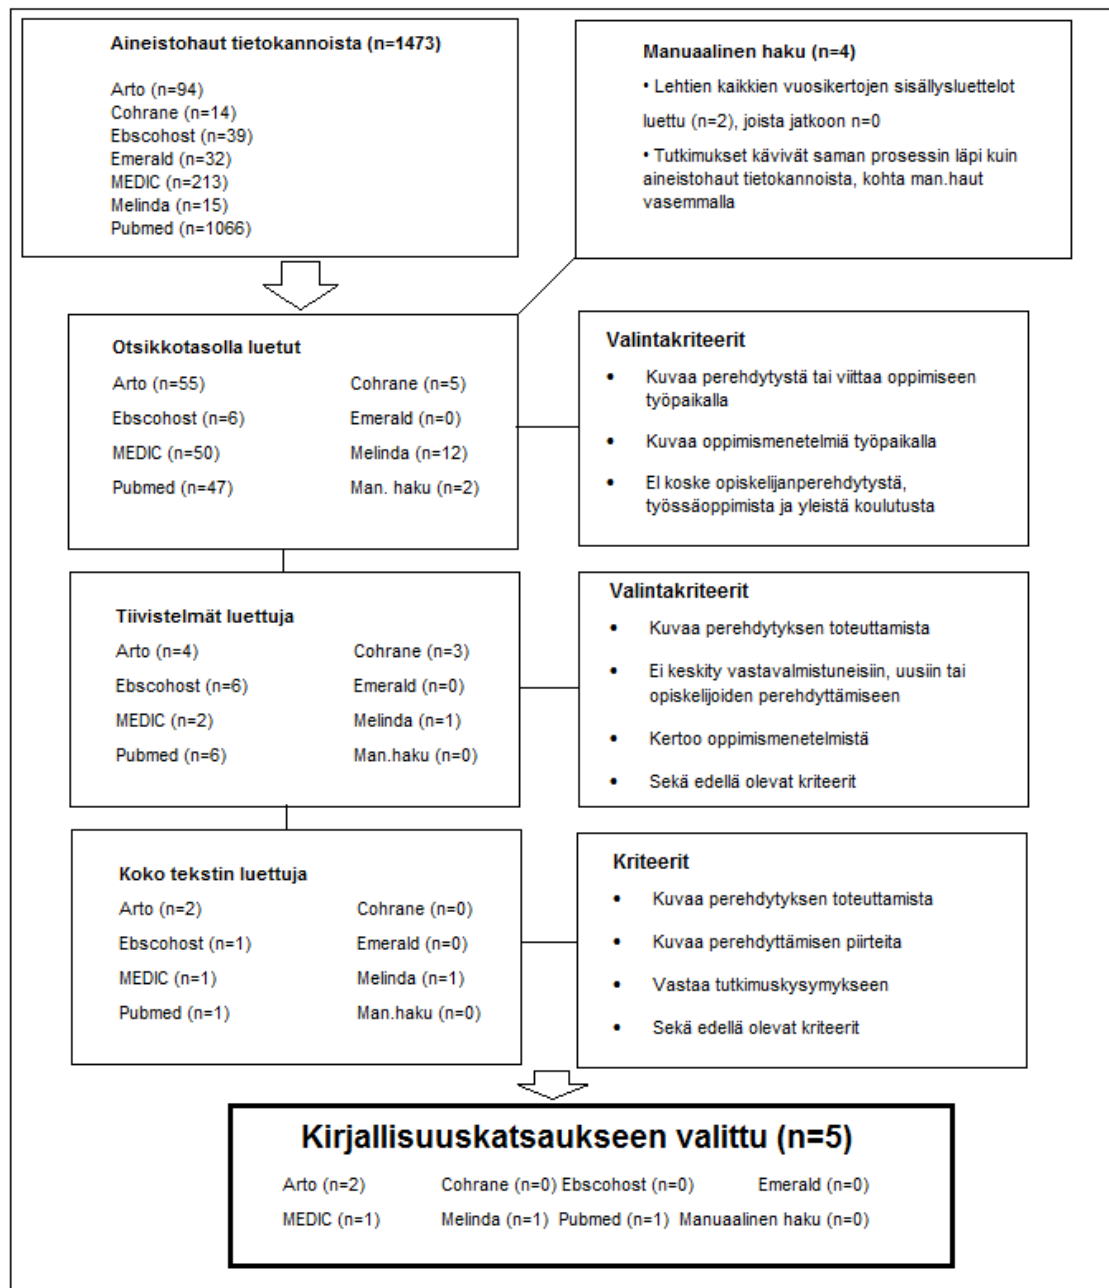 Aineistohaut tietokannoista (n=1473)
Arto (n=94)
Cohrane (n=14)
Ebscohost (n=39)
Emerald (n=32)
MEDIC (n=213)
Melinda (n=15)
Pubmed (n=1066)
Manuaalinen haku (n=4)
• Lehtien kaikkien vuosikertojen sisällysluettelot
luettu (n=2), joista jatkoon n=0
• Tutkimukset kävivät saman prosessin läpi kuin
aineistohaut tietokannoista, kohta man.haut
vasemmalla
Otsikkotasolla luetut
Arto (n=55) Cohrane (n=5)
Ebscohost (n=6) Emerald (n=0)
MEDIC (n=50) Melinda (n=12)
Pubmed (n=47) Man. haku (n=2)
Valintakriteerit
• Kuvaa perehdytystä tai viittaa oppimiseen
työpaikalla
• Kuvaa oppimismenetelmiä työpaikalla
• EI koske opiskelijanperehdytystä,
työssäoppimista ja yleistä koulutusta
Tiivistelmät luettuja
Arto (n=4) Cohrane (n=3)
Ebscohost (n=6) Emerald (n=0)
MEDIC (n=2) Melinda (n=1)
Pubmed (n=6) Man.haku (n=0)
Valintakriteerit
• Kuvaa perehdytyksen toteuttamista
• Ei keskity vastavalmistuneisiin, uusiin tai
opiskelijoiden perehdyttämiseen
• Kertoo oppimismenetelmistä
• Sekä edellä olevat kriteerit
Koko tekstin luettuja
Arto (n=2) Cohrane (n=0)
Ebscohost (n=1) Emerald (n=0)
MEDIC (n=1) Melinda (n=1)
Pubmed (n=1) Man.haku (n=0)
Kriteerit
• Kuvaa perehdytyksen toteuttamista
• Kuvaa perehdyttämisen piirteita
• Vastaa tutkimuskysymykseen
• Sekä edellä olevat kriteerit
Kirjallisuuskatsaukseen valittu (n=5)
Arto (n=2) Cohrane (n=0) Ebscohost (n=0) Emerald (n=0)
MEDIC (n=1) Melinda (n=1) Pubmed (n=1) Manuaalinen haku (n=0)